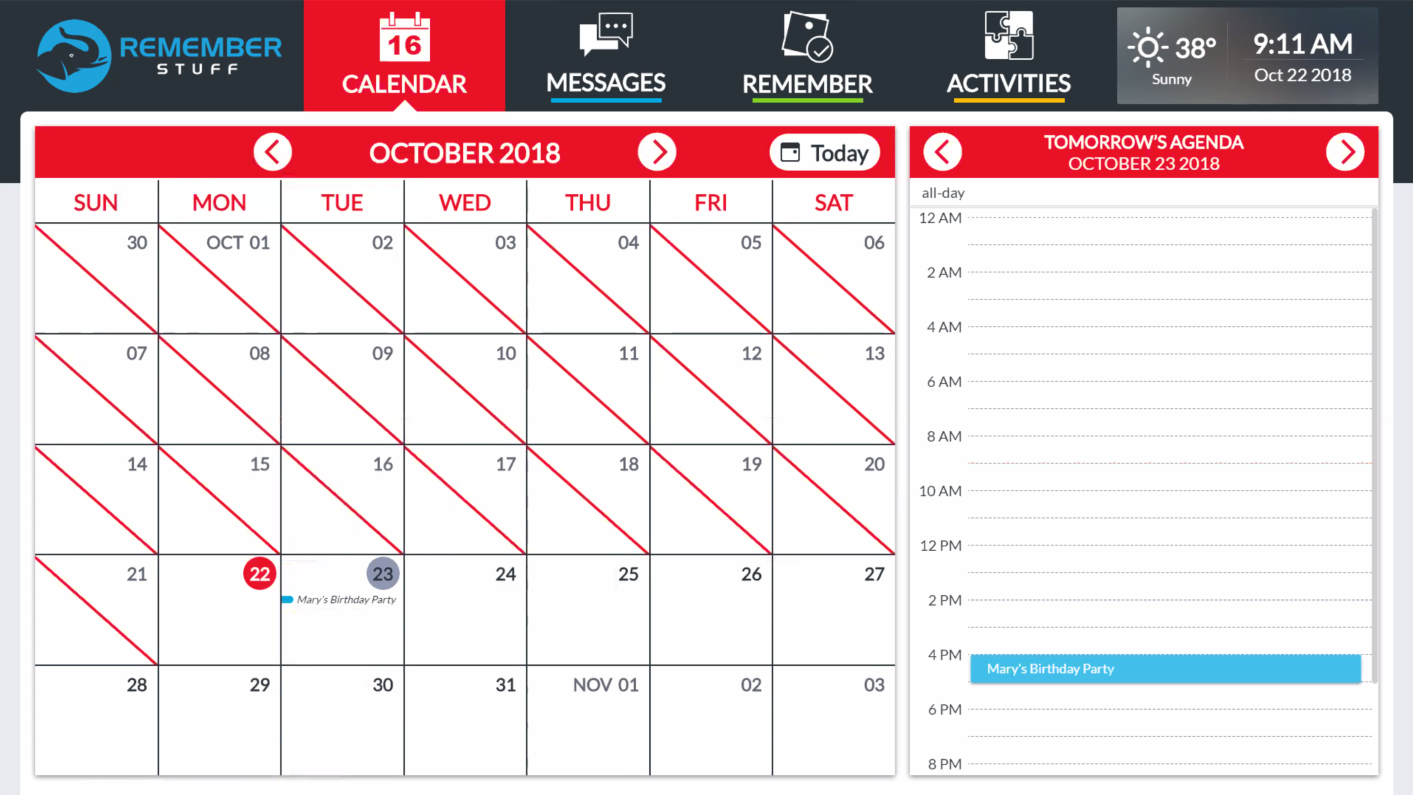 REMEMBER
STUFF
16
CALENDAR
MESSAGES
REMEMBER
ACTIVITIES
38°
Sunny
9:11 AM
Oct 22 2018
OCTOBER 2018
Today
SUN MON TUE WED THU FRI SAT
30 OCT 01 02 03 04 05 06
07 08 09 10 11 12 13
14 15 16 17 18 19 20
21 22 23 24 25 26 27
Mary's Birthday Party
28 29 30 31 NOV 01 02 03
TOMORROW'S AGENDA
OCTOBER 23 2018
all-day
12 AM
2 AM
4 AM
6 AM
8 AM
10 AM
12 PM
2 PM
4 PM
Mary's Birthday Party
6 PM
8 PM